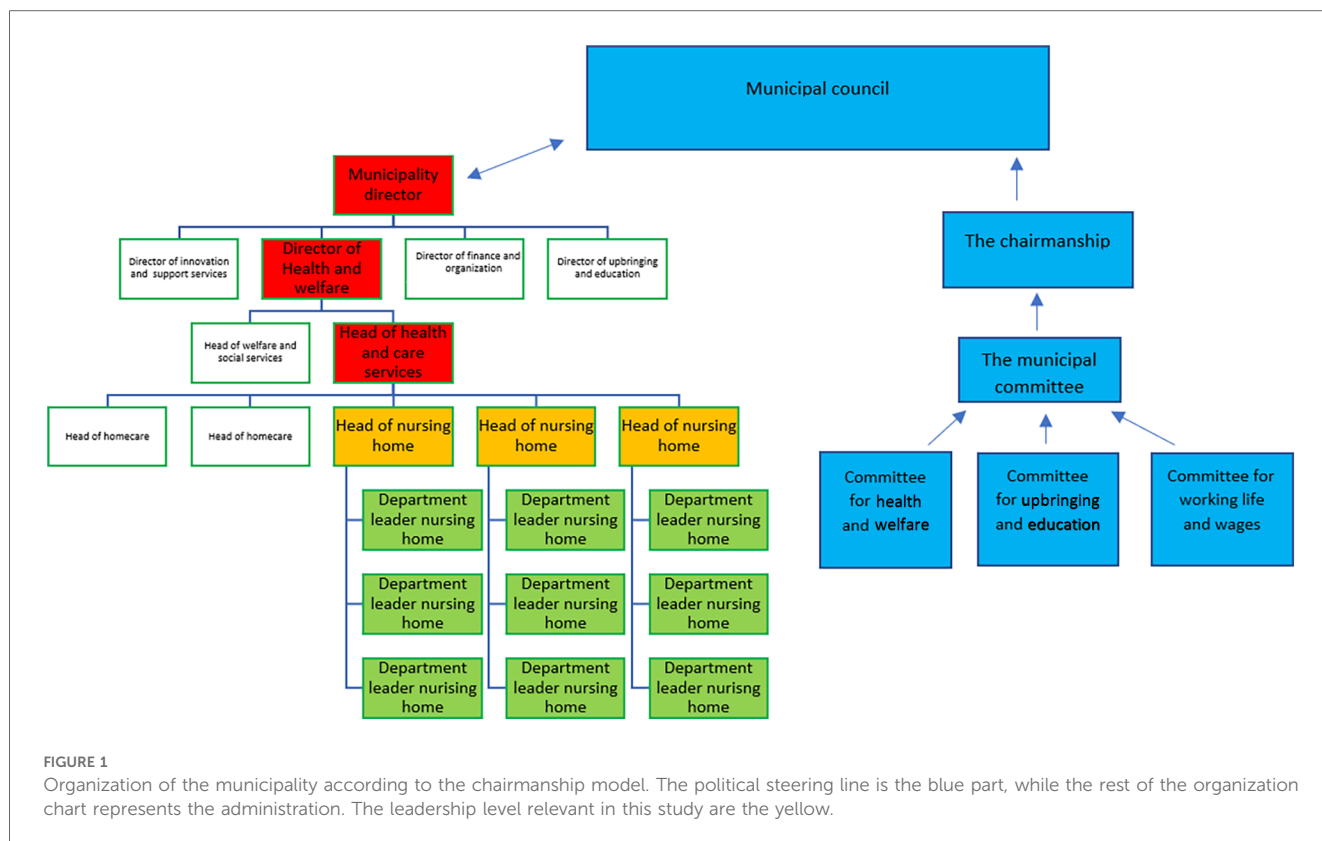 Municipal council
Municipality
director
Director of innovation
and support services
Director of
Health and
welfare
Director of finance and
organization
Director of upbringing
and education
Head of welfare and
social services
Head of health
and care
services
Head of homecare
Head of homecare
Head of nursing
home
Head of nursing
home
Head of nursing
home
Department
leader nursing
home
Department
leader nursing
home
Department
leader nursing
home
Department
leader nursing
home
Department
leader nursing
home
Department
leader nursing
home
Department
leader nurising
home
Department
leader nursing
home
Department
leader nurisng
home
The chairmanship
The municipal
committee
Committee
for health
and welfare
Committee
for upbringing
and education
Committee for
working life
and wages
FIGURE 1
Organization of the municipality according to the chairmanship model. The political steering line is the blue part, while the rest of the organization
chart represents the administration. The leadership level relevant in this study are the yellow.